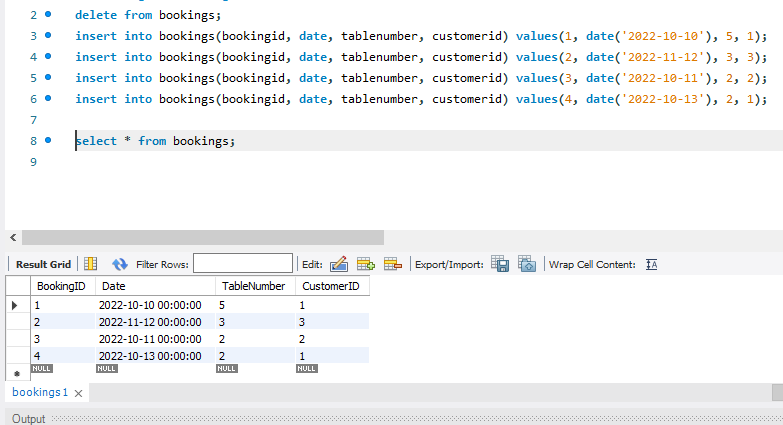 2 delete from bookings;
3 insert into bookings(bookingid, date, tablenumber, customerid) values(1, date('2022-10-10'), 5, 1);
4 insert into bookings(bookingid, date, tablenumber, customerid) values(2, date('2022-11-12'), 3, 3);
5 insert into bookings(bookingid, date, tablenumber, customerid) values(3, date('2022-10-11'), 2, 2);
6 insert into bookings(bookingid, date, tablenumber, customerid) values(4, date('2022-10-13'), 2, 1);
7
8 select * from bookings;
9
Result Grid Filter Rows: Edit: Export/Import: Wrap Cell Content: IA
BookingID Date TableNumber CustomerID
1 2022-10-10 00:00:00 5 1
2 2022-11-12 00:00:00 3 3
3 2022-10-11 00:00:00 2 2
4 2022-10-13 00:00:00 2 1
NULL NULL NULL NULL
bookings1
Output